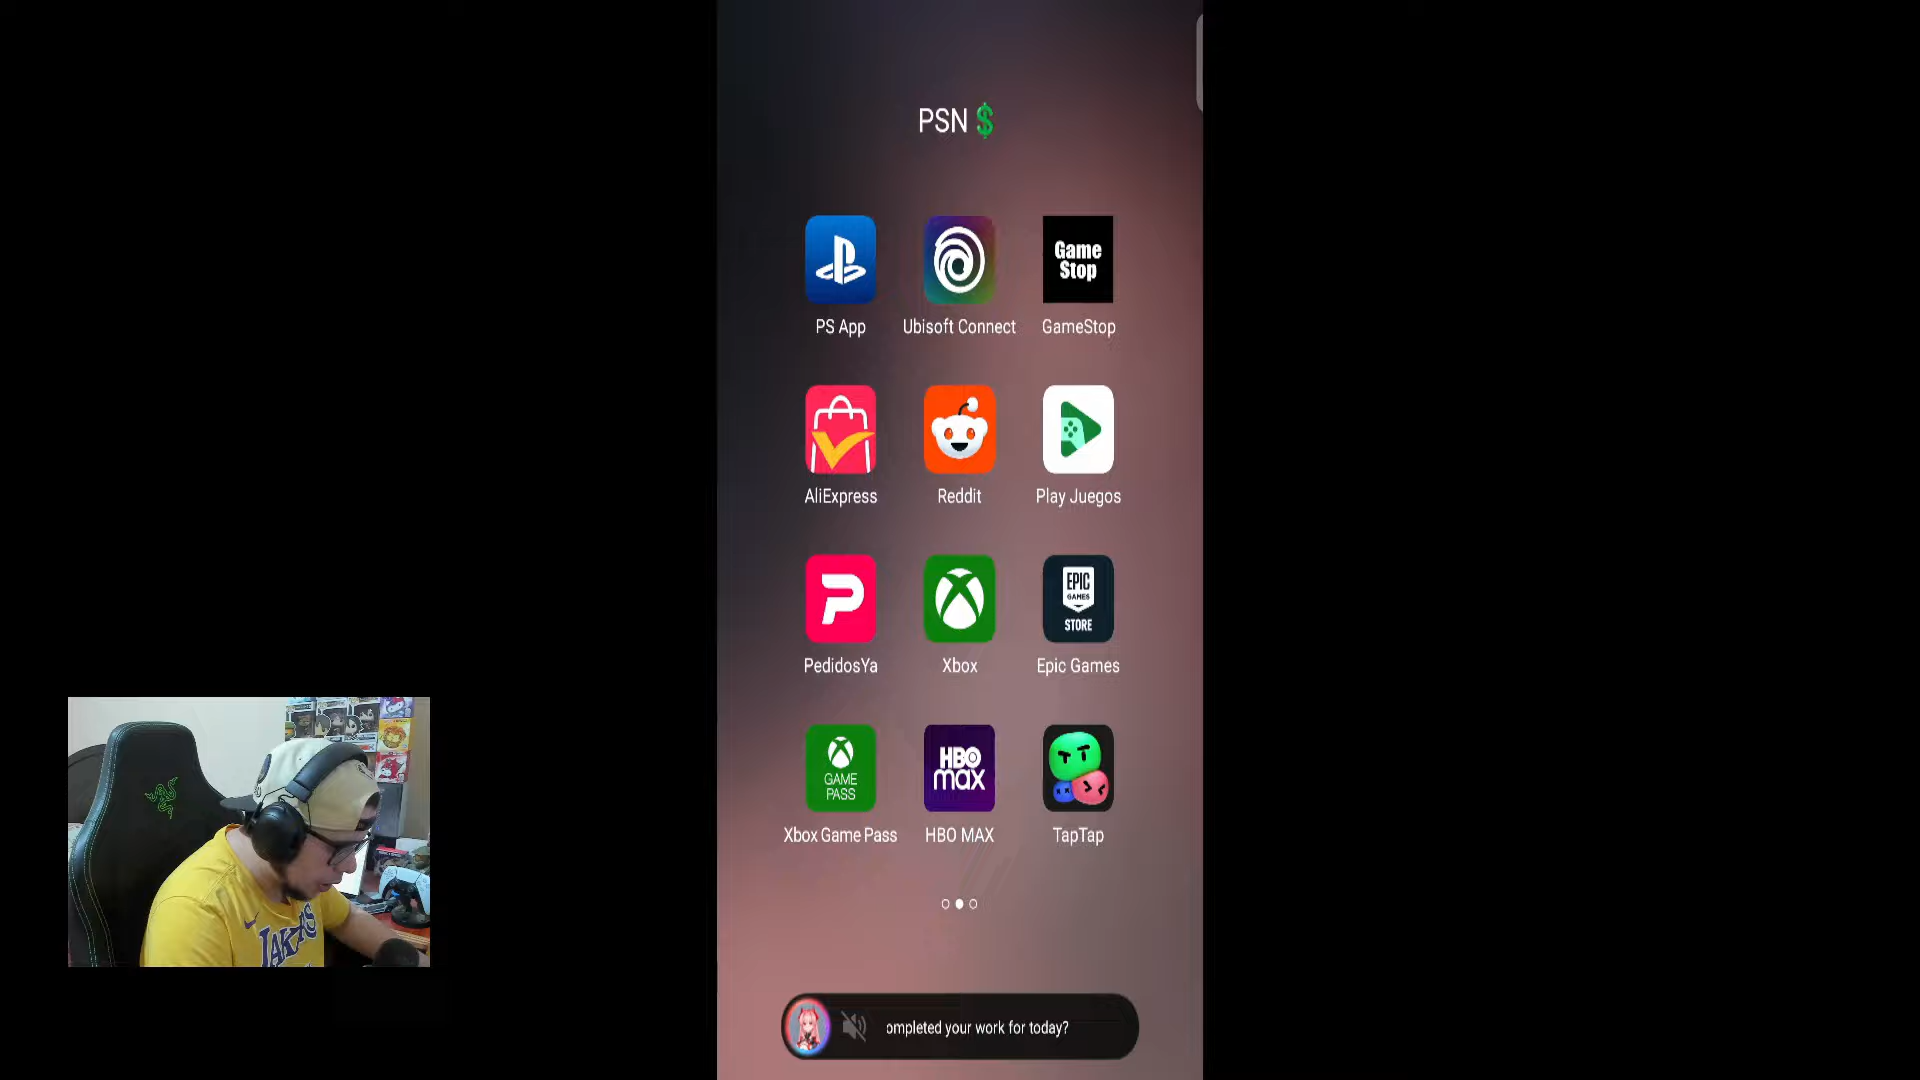 PSN $
Game
Stop
PS App
Ubisoft Connect
GameStop
AliExpress
Reddit
Play Juegos
EPIC
GAMES
STORE
PedidosYa
Xbox
Epic Games
GAME
PASS
HBO
max
Xbox Game Pass
HBO MAX
TapTap
ompleted your work for today?